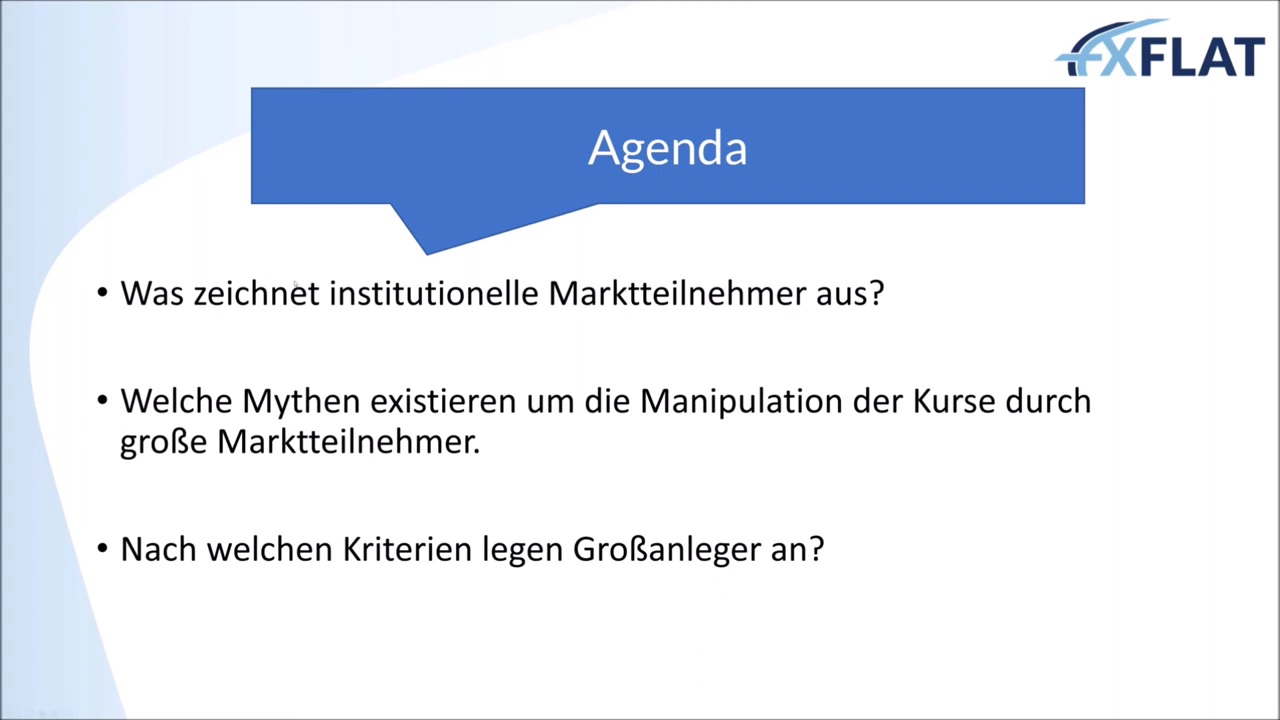 FXFLAT
Agenda
• Was zeichnet institutionelle Marktteilnehmer aus?
• Welche Mythen existieren um die Manipulation der Kurse durch
große Marktteilnehmer.
• Nach welchen Kriterien legen Großanleger an?